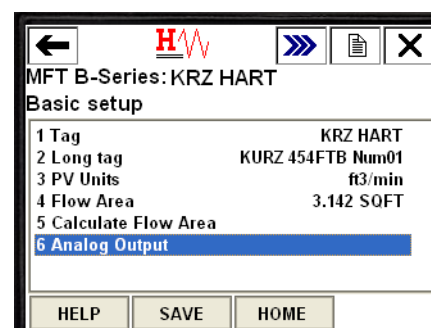 H
MFT B-Series: KRZ HART
Basic setup
1 Tag KRZ HART
2 Long tag KURZ 454FTB Num01
3 PV Units ft3/min
4 Flow Area 3.142 SQFT
5 Calculate Flow Area
6 Analog Output
HELP SAVE HOME